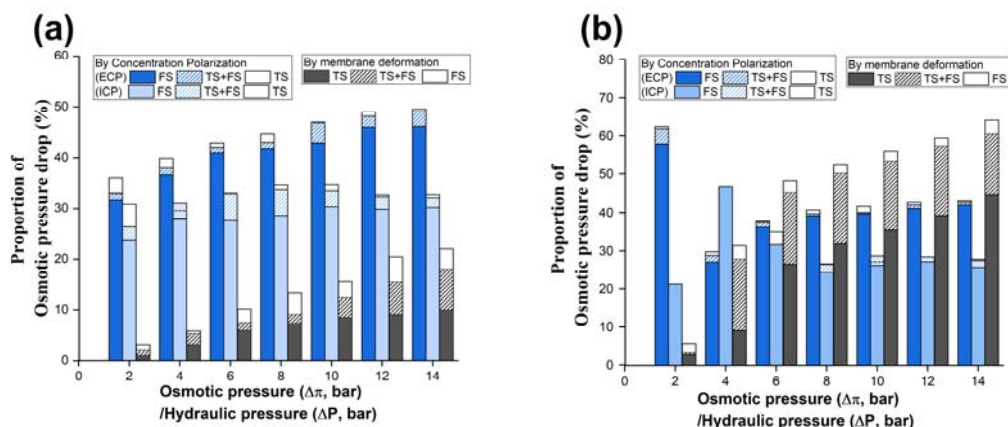 (a)
By Concentration Polarization
(ECP) FS TS+FS TS
(ICP) FS TS+FS TS
By membrane deformation
TS TS+FS FS
Proportion of
Osmotic pressure drop (%)
60
50
40
30
20
10
0
0 2 4 6 8 10 12 14
Osmotic pressure (Δπ, bar)
/Hydraulic pressure (ΔP, bar)
(b)
By Concentration Polarization
(ECP) FS TS+FS TS
(ICP) FS TS+FS TS
By membrane deformation
TS TS+FS FS
Proportion of
Osmotic pressure drop (%)
80
70
60
50
40
30
20
10
0
0 2 4 6 8 10 12 14
Osmotic pressure (Δπ, bar)
/Hydraulic pressure (ΔP, bar)